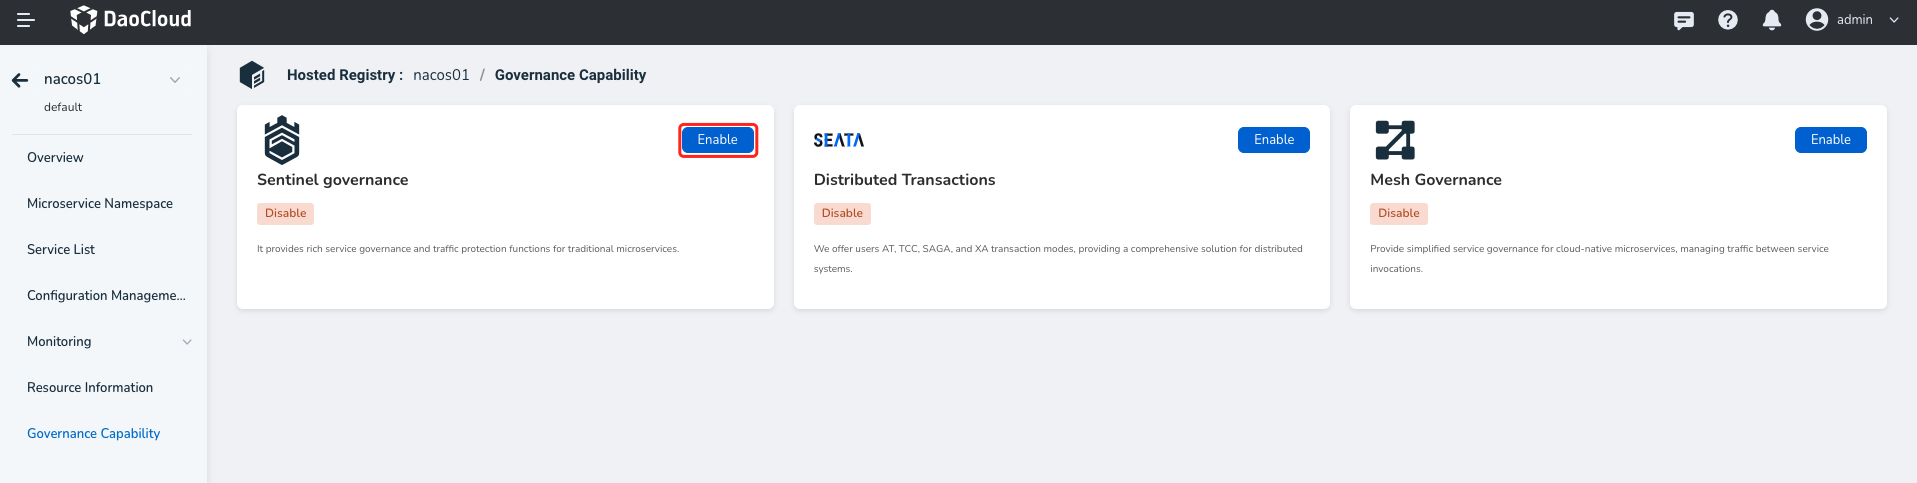 DaoCloud
admin
nacos01
default
Overview
Microservice Namespace
Service List
Configuration Manageme...
Monitoring
Resource Information
Governance Capability
Hosted Registry : nacos01 / Governance Capability
Enable
Sentinel governance
Disable
It provides rich service governance and traffic protection functions for traditional microservices.
SEATA
Enable
Distributed Transactions
Disable
We offer users AT, TCC, SAGA, and XA transaction modes, providing a comprehensive solution for distributed
systems.
Enable
Mesh Governance
Disable
Provide simplified service governance for cloud-native microservices, managing traffic between service
invocations.